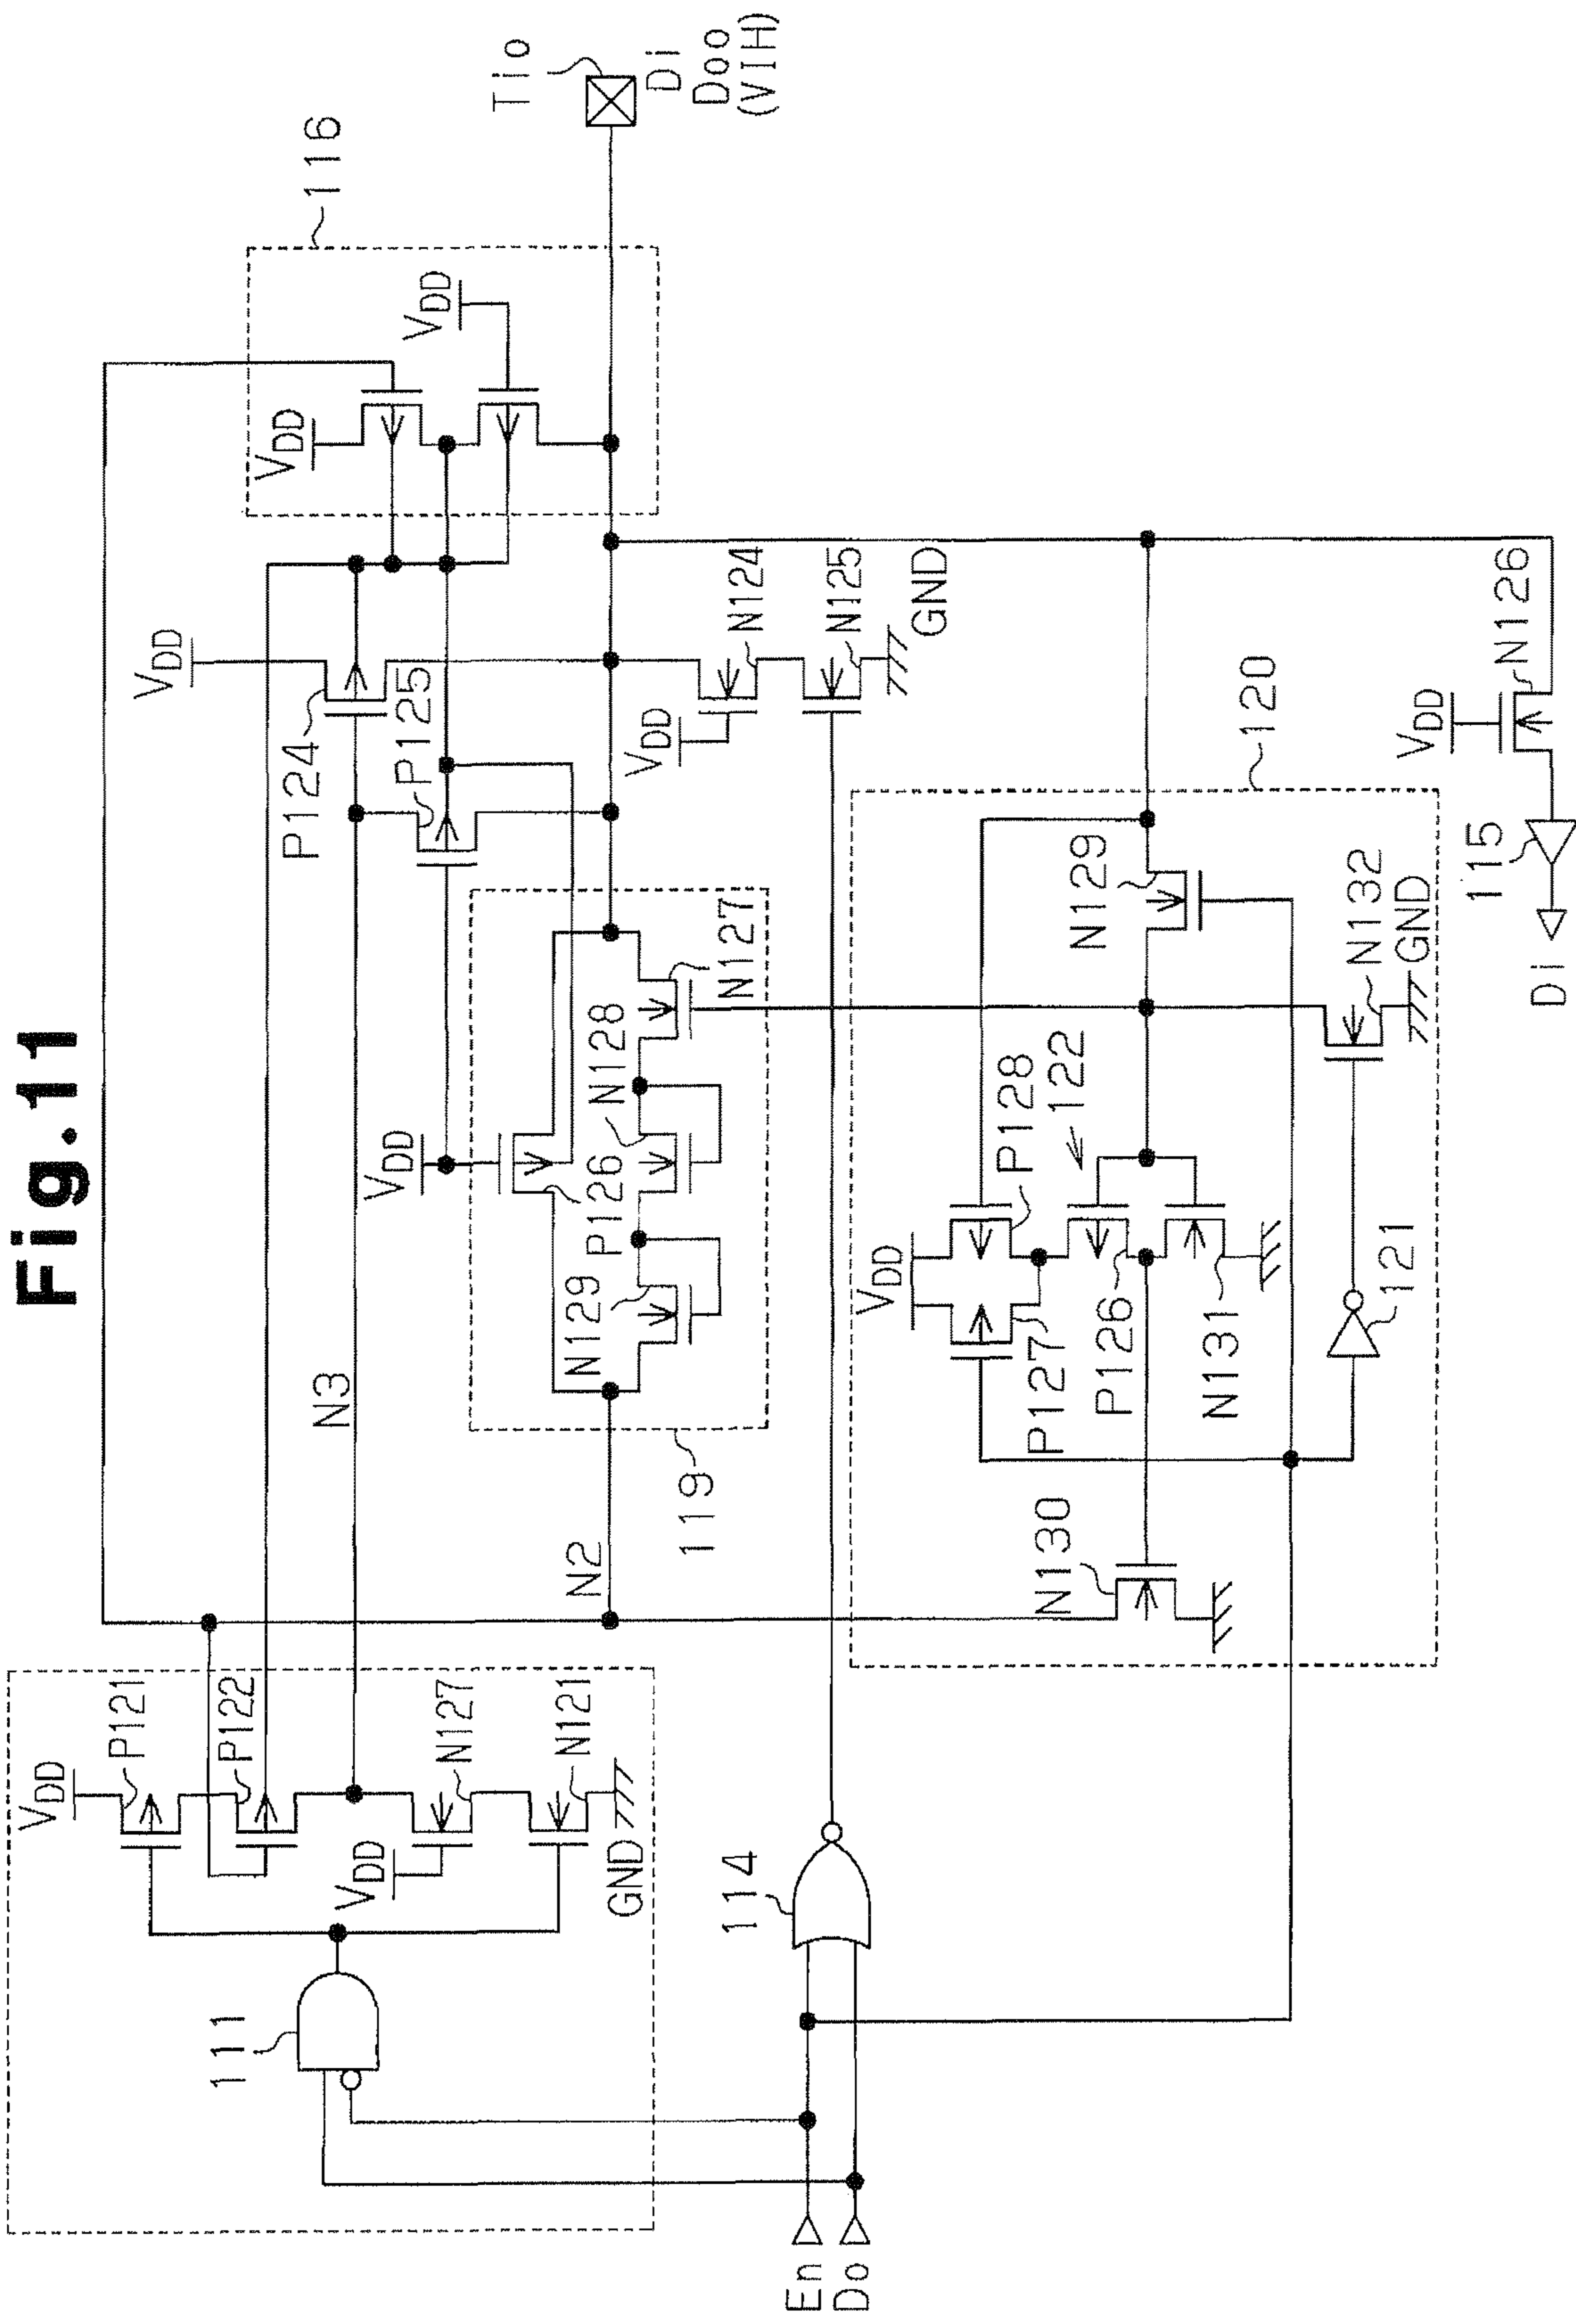 Fig.11
Tio
Di
Doo
(VIH)
116
VDD
VDD
VDD
P124
P125
VDD
N124
N125
GND
VDD
N126
115
Di
120
N129
N132
GND
N127
N128
P126
N129
VDD
119
N3
N2
P128
122
VDD
P127
P126
N131
121
N130
VDD
P121
P122
N127
VDD
N121
GND
111
114
En
Do